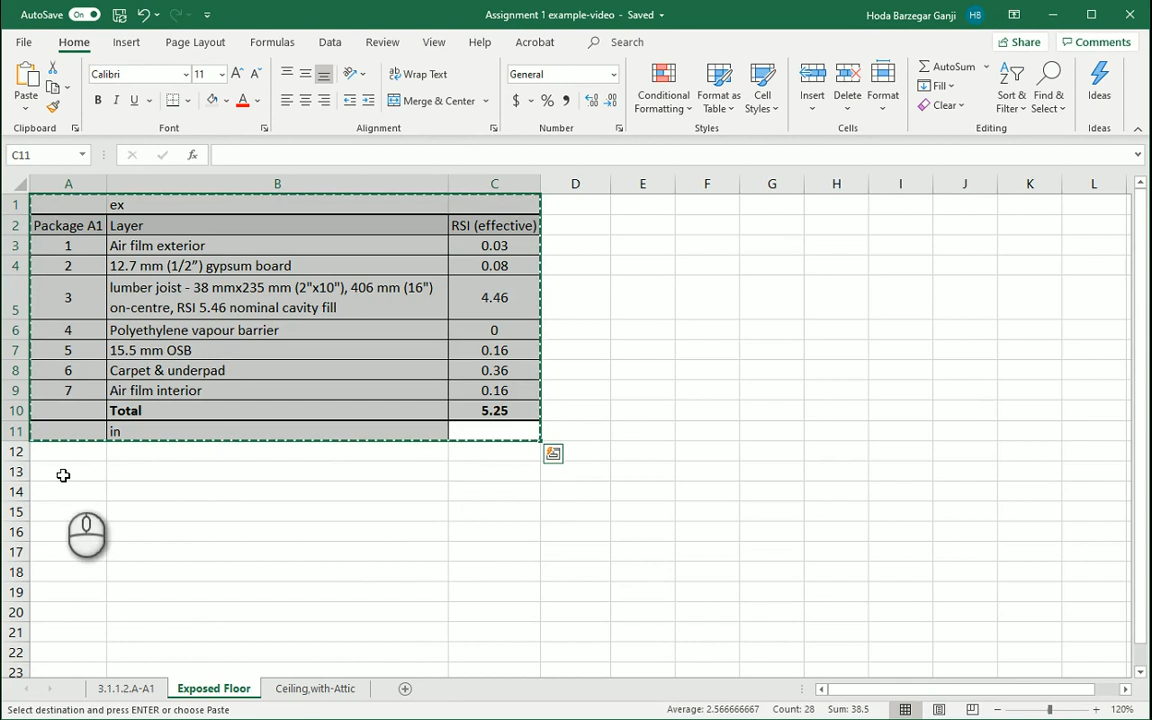 AutoSave On Assignment 1 example-video - Saved Hoda Barzegar Ganji HB
File Home Insert Page Layout Formulas Data Review View Help Acrobat Search Share Comments
Paste Calibri 11 A A Wrap Text General Conditional Formatting Format as Table Cell Styles Insert Delete Format AutoSum Sort & Filter Find & Select Ideas
B I U A Merge & Center $ % Fill Clear
Clipboard Font Alignment Number Styles Cells Editing Ideas
C11 fx
A B C D E F G H I J K L
1 ex
2 Package A1 Layer RSI (effective)
3 1 Air film exterior 0.03
4 2 12.7 mm (1/2”) gypsum board 0.08
lumber joist - 38 mmx235 mm (2"x10"), 406 mm (16")
5 3 on-centre, RSI 5.46 nominal cavity fill 4.46
6 4 Polyethylene vapour barrier 0
7 5 15.5 mm OSB 0.16
8 6 Carpet & underpad 0.36
9 7 Air film interior 0.16
10 Total 5.25
11 in
12
13
14
15
16
17
18
19
20
21
22
23
3.1.1.2.A-A1 Exposed Floor Ceiling,with-Attic
Select destination and press ENTER or choose Paste Average: 2.566666667 Count: 28 Sum: 38.5 120%